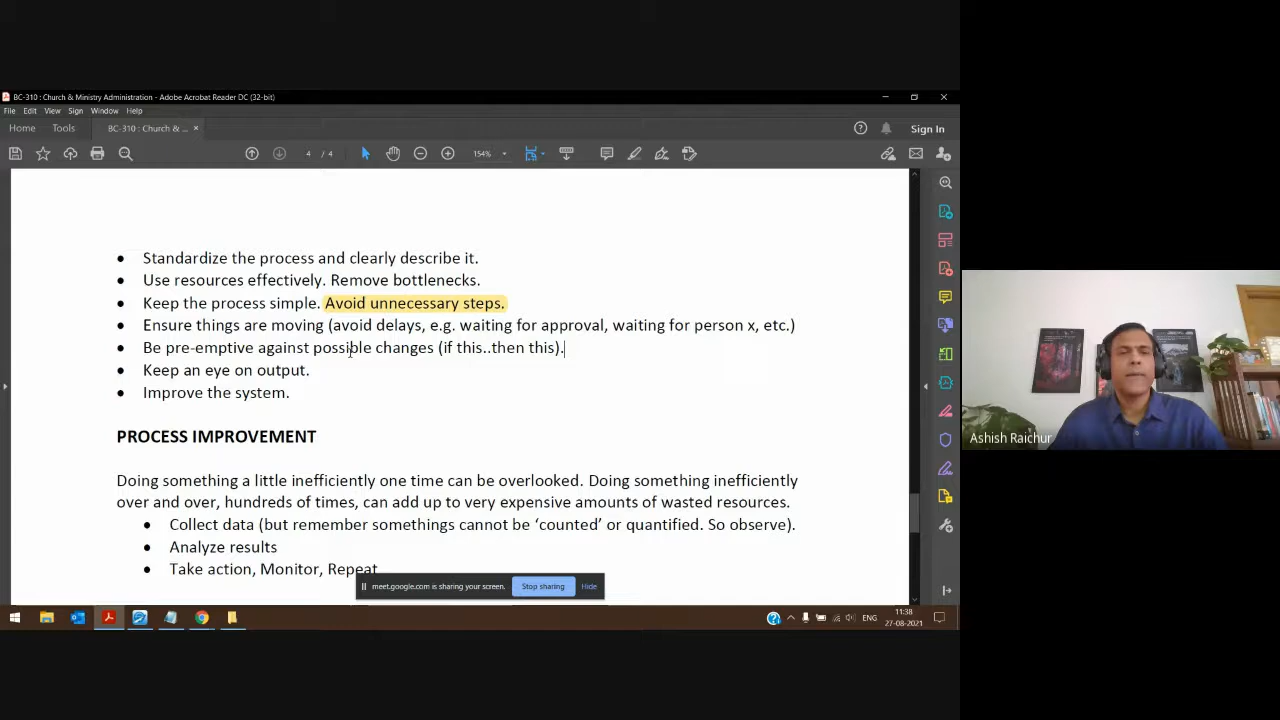 BC-310 : Church & Ministry Administration - Adobe Acrobat Reader DC (32-bit)
File Edit View Sign Window Help
Home Tools BC-310 : Church & ... × Sign In
4 / 4 154%
• Standardize the process and clearly describe it.
• Use resources effectively. Remove bottlenecks.
• Keep the process simple. Avoid unnecessary steps.
• Ensure things are moving (avoid delays, e.g. waiting for approval, waiting for person x, etc.)
• Be pre-emptive against possible changes (if this..then this).
• Keep an eye on output.
• Improve the system.
PROCESS IMPROVEMENT
Doing something a little inefficiently one time can be overlooked. Doing something inefficiently
over and over, hundreds of times, can add up to very expensive amounts of wasted resources.
• Collect data (but remember somethings cannot be ‘counted’ or quantified. So observe).
• Analyze results
• Take action, Monitor, Repeat
meet.google.com is sharing your screen. Stop sharing Hide
ENG
11:38
27-08-2021
Ashish Raichur